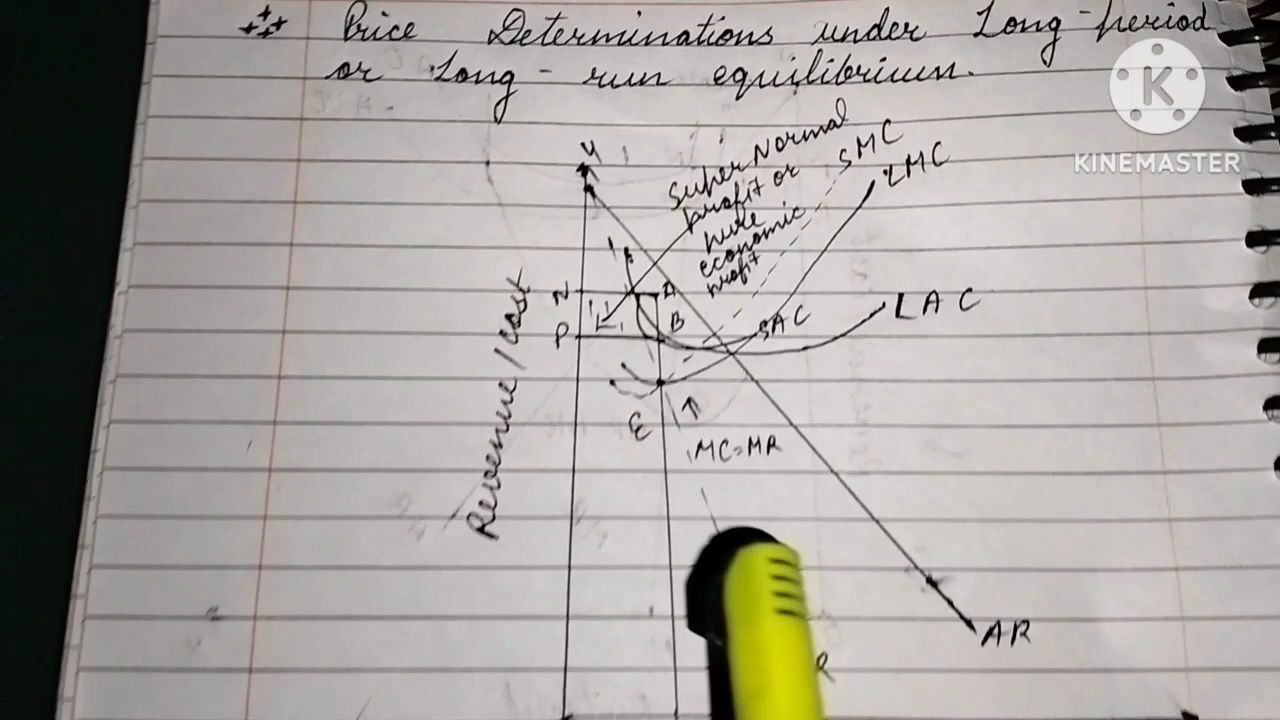 Price Determinations under Long-period
or Long-run equilibrium.
K
KINEMASTER
Y
Super Normal
profit or
pure
economic
profit
SMC
LMC
N
A
P
B
SAC
LAC
Revenue/Cost
E
MC=MR
AR
R